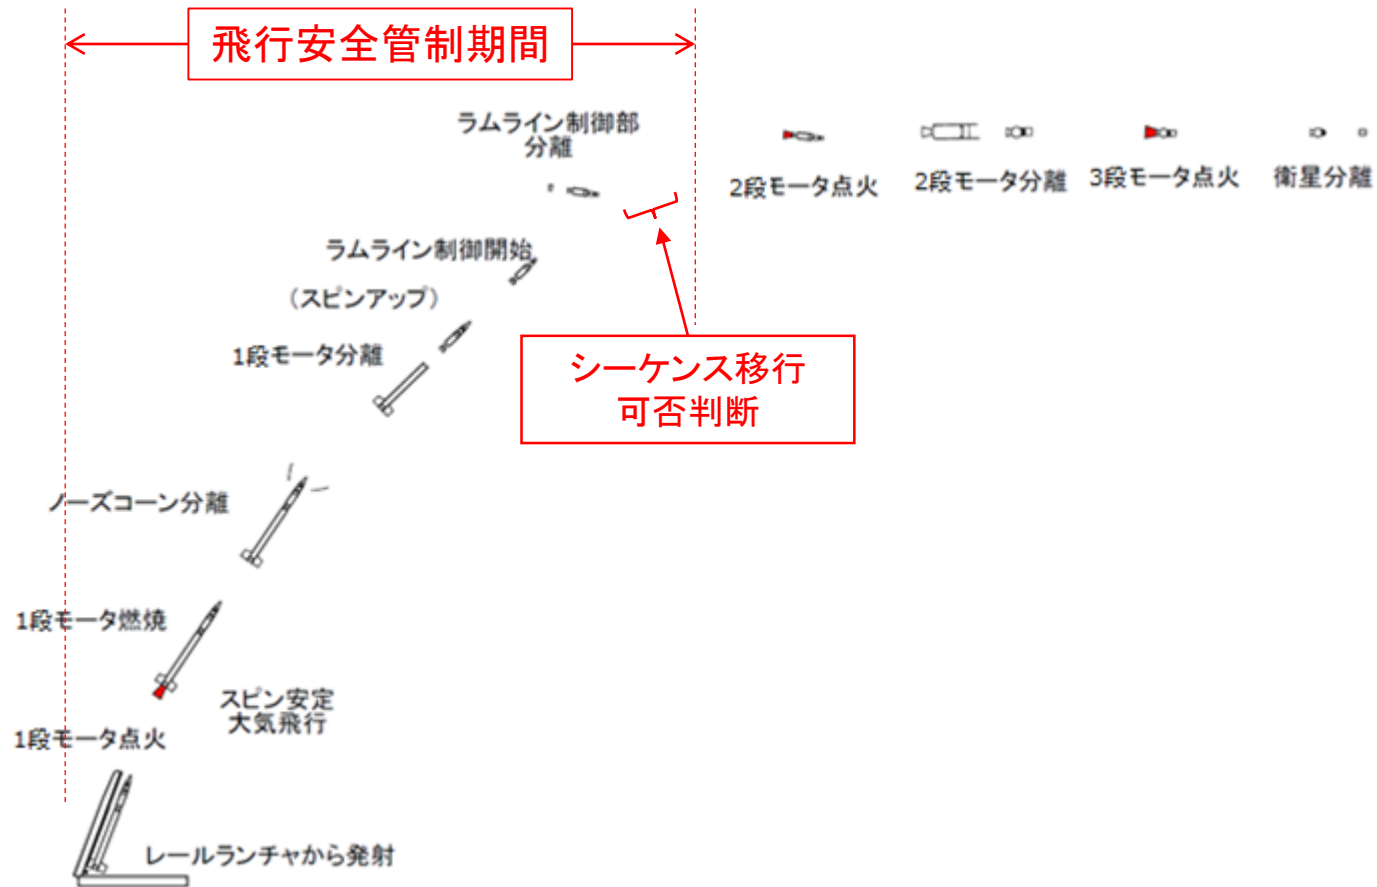 飛行安全管制期間
ラムライン制御部
分離
2段モータ点火
2段モータ分離
3段モータ点火
衛星分離
ラムライン制御開始
（スピンアップ）
1段モータ分離
シーケンス移行
可否判断
ノーズコーン分離
1段モータ燃焼
スピン安定
大気飛行
1段モータ点火
レールランチャから発射